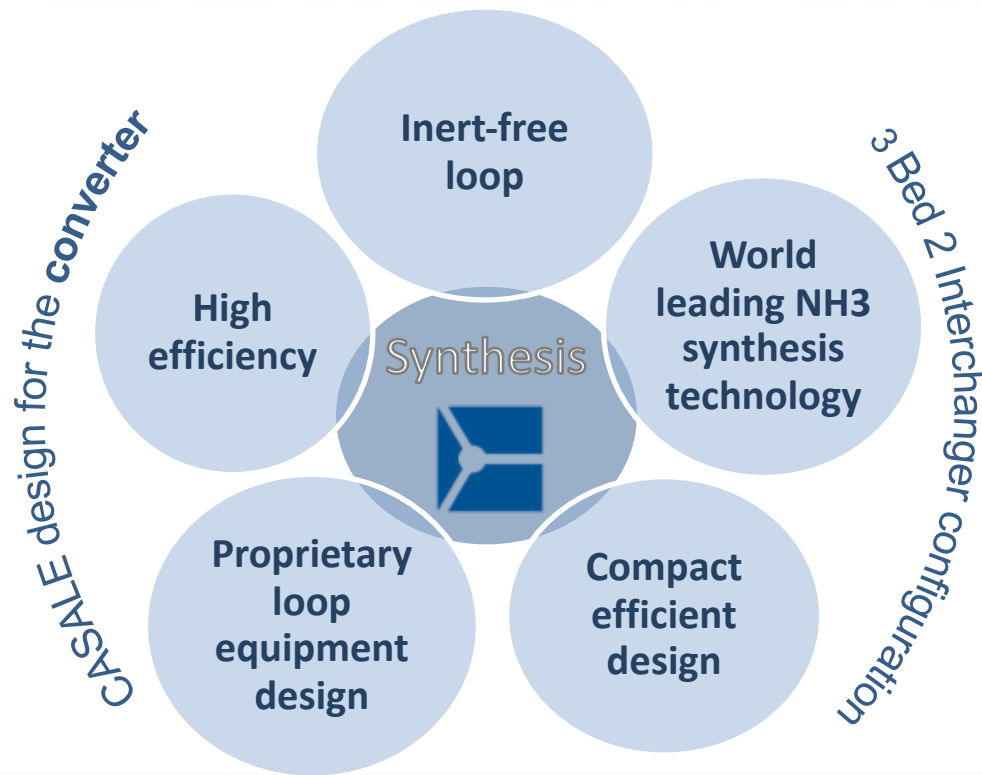 CASALE design for the converter
3 Bed 2 Interchanger configuration
Inert-free
loop
High
efficiency
World
leading NH3
synthesis
technology
Synthesis
Proprietary
loop
equipment
design
Compact
efficient
design